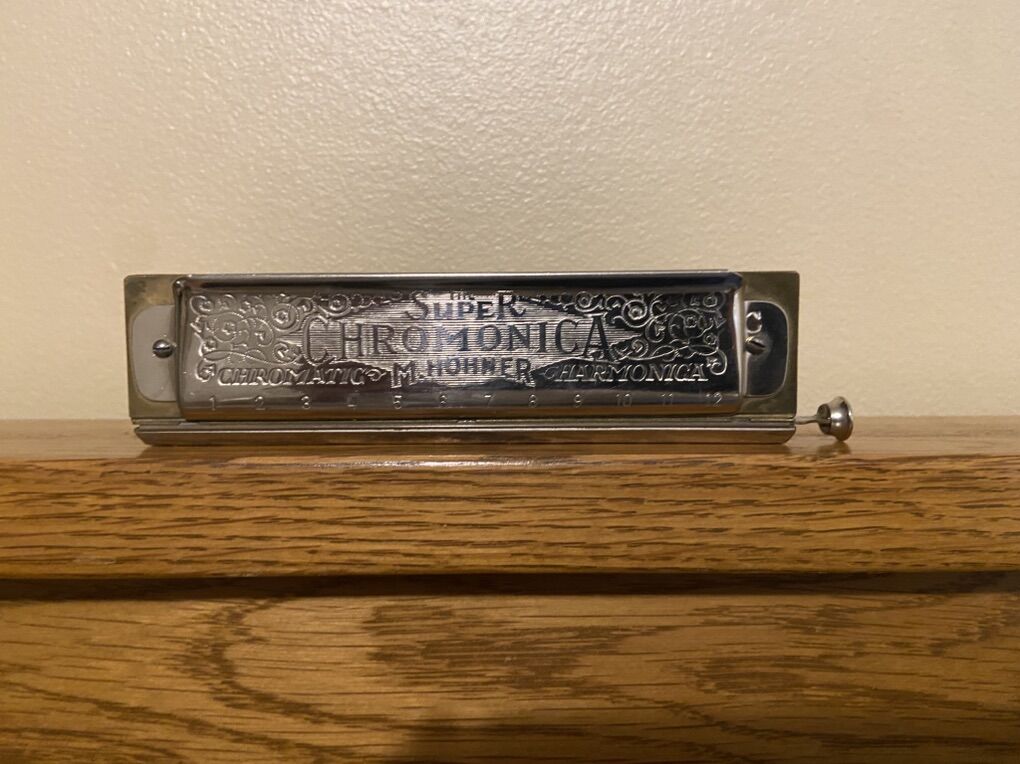 THE
SUPER
CHROMONICA
CHROMATIC M. HOHNER HARMONICA
1 2 3 4 5 6 7 8 9 10 11 12